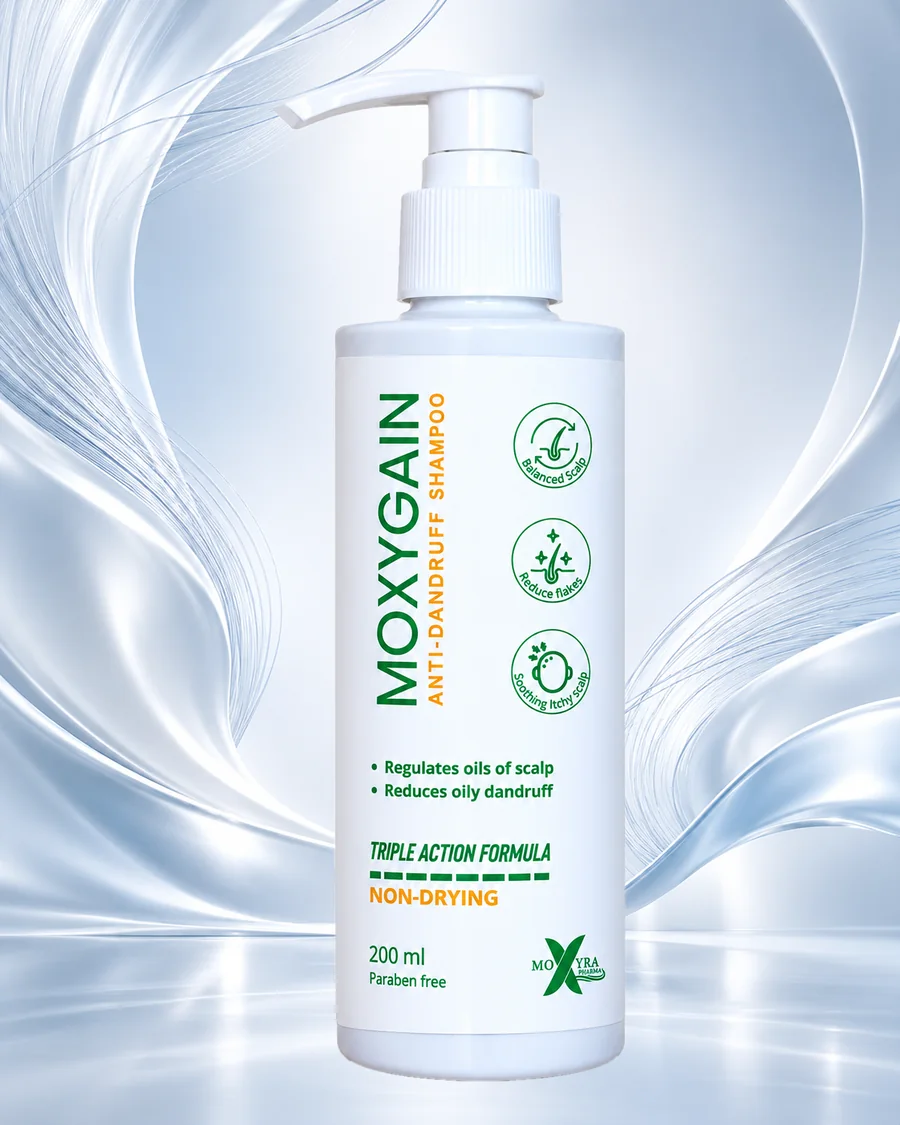 MOXYGAIN
ANTI-DANDRUFF SHAMPOO
Balanced Scalp
Reduce flakes
Soothing Itchy scalp
• Regulates oils of scalp
• Reduces oily dandruff
TRIPLE ACTION FORMULA
NON-DRYING
200 ml
Paraben free
MOXYRA
PHARMA